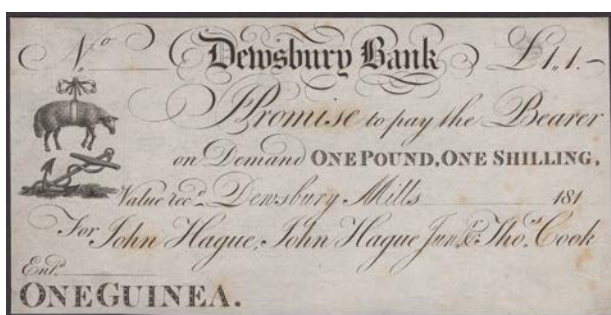 No Dewsbury Bank £1,,1.~
I Promise to pay the Bearer
on Demand ONE POUND, ONE SHILLING,
Value recd. Dewsbury Mills 181
For John Hague, John Hague Junr. & Thos. Cook
Entd.
ONE GUINEA.